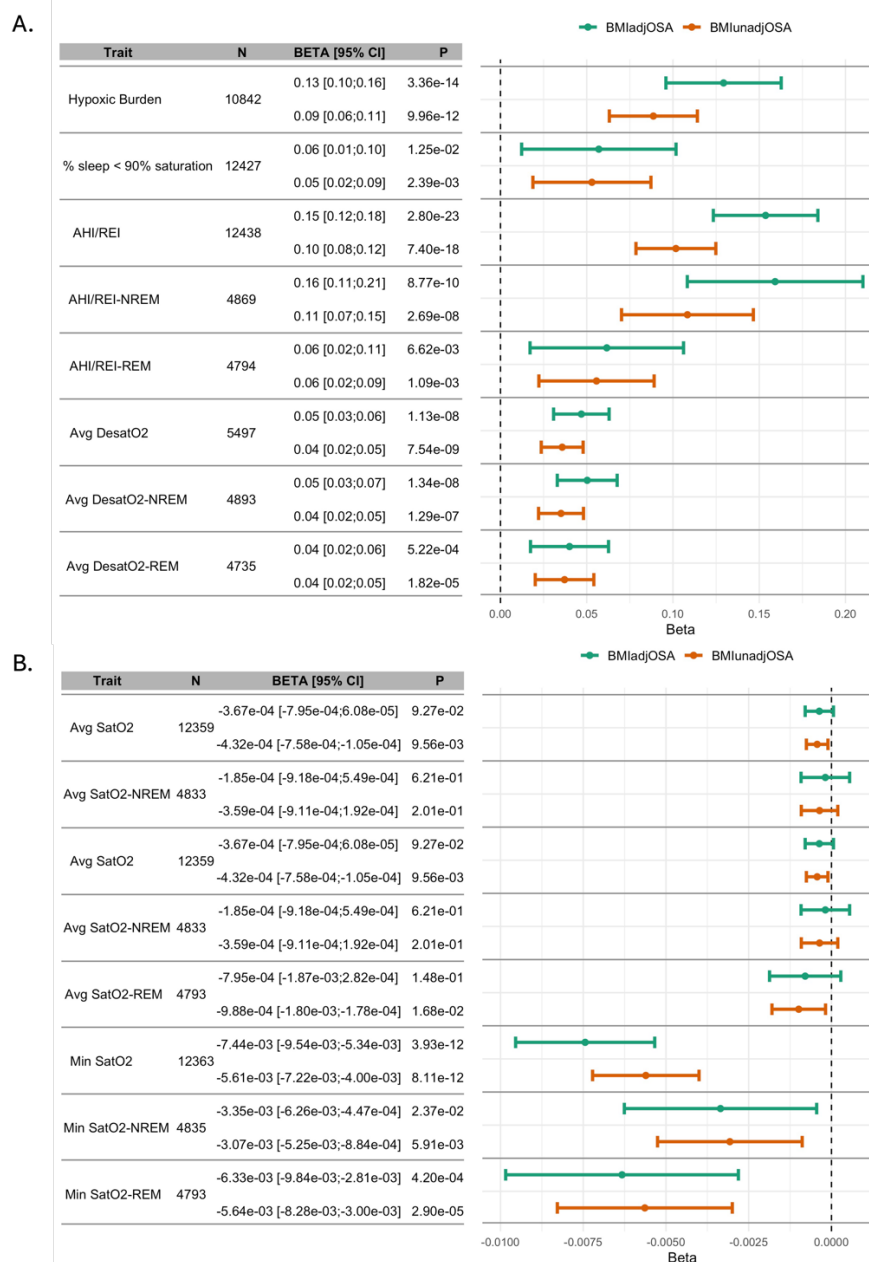 A.
BMIadjOSA BMIunadjOSA
Trait N BETA [95% CI] P
0.13 [0.10;0.16] 3.36e-14
Hypoxic Burden 10842
0.09 [0.06;0.11] 9.96e-12
0.06 [0.01;0.10] 1.25e-02
% sleep < 90% saturation 12427
0.05 [0.02;0.09] 2.39e-03
0.15 [0.12;0.18] 2.80e-23
AHI/REI 12438
0.10 [0.08;0.12] 7.40e-18
0.16 [0.11;0.21] 8.77e-10
AHI/REI-NREM 4869
0.11 [0.07;0.15] 2.69e-08
0.06 [0.02;0.11] 6.62e-03
AHI/REI-REM 4794
0.06 [0.02;0.09] 1.09e-03
0.05 [0.03;0.06] 1.13e-08
Avg DesatO2 5497
0.04 [0.02;0.05] 7.54e-09
0.05 [0.03;0.07] 1.34e-08
Avg DesatO2-NREM 4893
0.04 [0.02;0.05] 1.29e-07
0.04 [0.02;0.06] 5.22e-04
Avg DesatO2-REM 4735
0.04 [0.02;0.05] 1.82e-05
0.00 0.05 0.10 0.15 0.20
Beta
B.
BMIadjOSA BMIunadjOSA
Trait N BETA [95% CI] P
-3.67e-04 [-7.95e-04;6.08e-05] 9.27e-02
Avg SatO2 12359
-4.32e-04 [-7.58e-04;-1.05e-04] 9.56e-03
-1.85e-04 [-9.18e-04;5.49e-04] 6.21e-01
Avg SatO2-NREM 4833
-3.59e-04 [-9.11e-04;1.92e-04] 2.01e-01
-3.67e-04 [-7.95e-04;6.08e-05] 9.27e-02
Avg SatO2 12359
-4.32e-04 [-7.58e-04;-1.05e-04] 9.56e-03
-1.85e-04 [-9.18e-04;5.49e-04] 6.21e-01
Avg SatO2-NREM 4833
-3.59e-04 [-9.11e-04;1.92e-04] 2.01e-01
-7.95e-04 [-1.87e-03;2.82e-04] 1.48e-01
Avg SatO2-REM 4793
-9.88e-04 [-1.80e-03;-1.78e-04] 1.68e-02
-7.44e-03 [-9.54e-03;-5.34e-03] 3.93e-12
Min SatO2 12363
-5.61e-03 [-7.22e-03;-4.00e-03] 8.11e-12
-3.35e-03 [-6.26e-03;-4.47e-04] 2.37e-02
Min SatO2-NREM 4835
-3.07e-03 [-5.25e-03;-8.84e-04] 5.91e-03
-6.33e-03 [-9.84e-03;-2.81e-03] 4.20e-04
Min SatO2-REM 4793
-5.64e-03 [-8.28e-03;-3.00e-03] 2.90e-05
-0.0100 -0.0075 -0.0050 -0.0025 0.0000
Beta